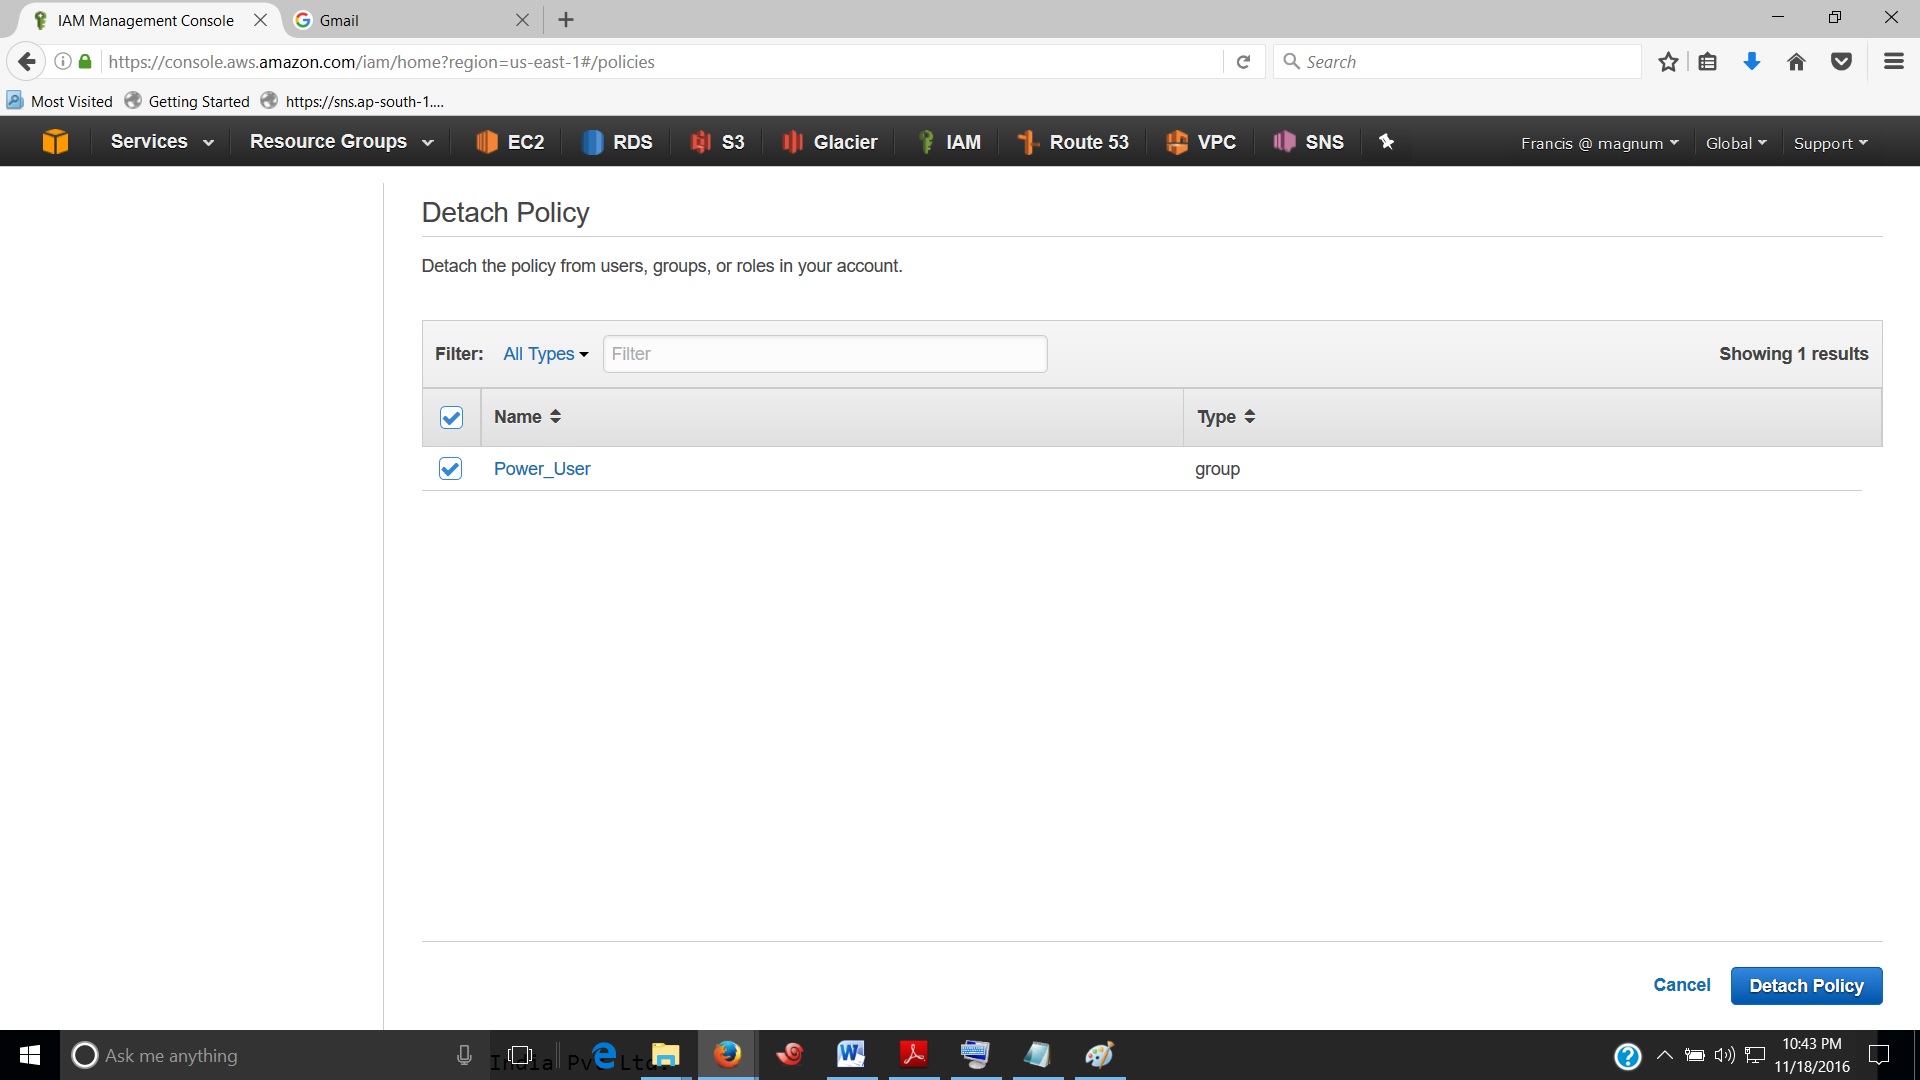 IAM Management Console
Gmail
https://console.aws.amazon.com/iam/home?region=us-east-1#/policies
Search
Most Visited
Getting Started
https://sns.ap-south-1....
Services
Resource Groups
EC2
RDS
S3
Glacier
IAM
Route 53
VPC
SNS
Francis @ magnum
Global
Support
Detach Policy
Detach the policy from users, groups, or roles in your account.
Filter:
All Types
Filter
Showing 1 results
Name
Type
Power_User
group
Cancel
Detach Policy
Ask me anything
India Pvt Ltd.
10:43 PM
11/18/2016